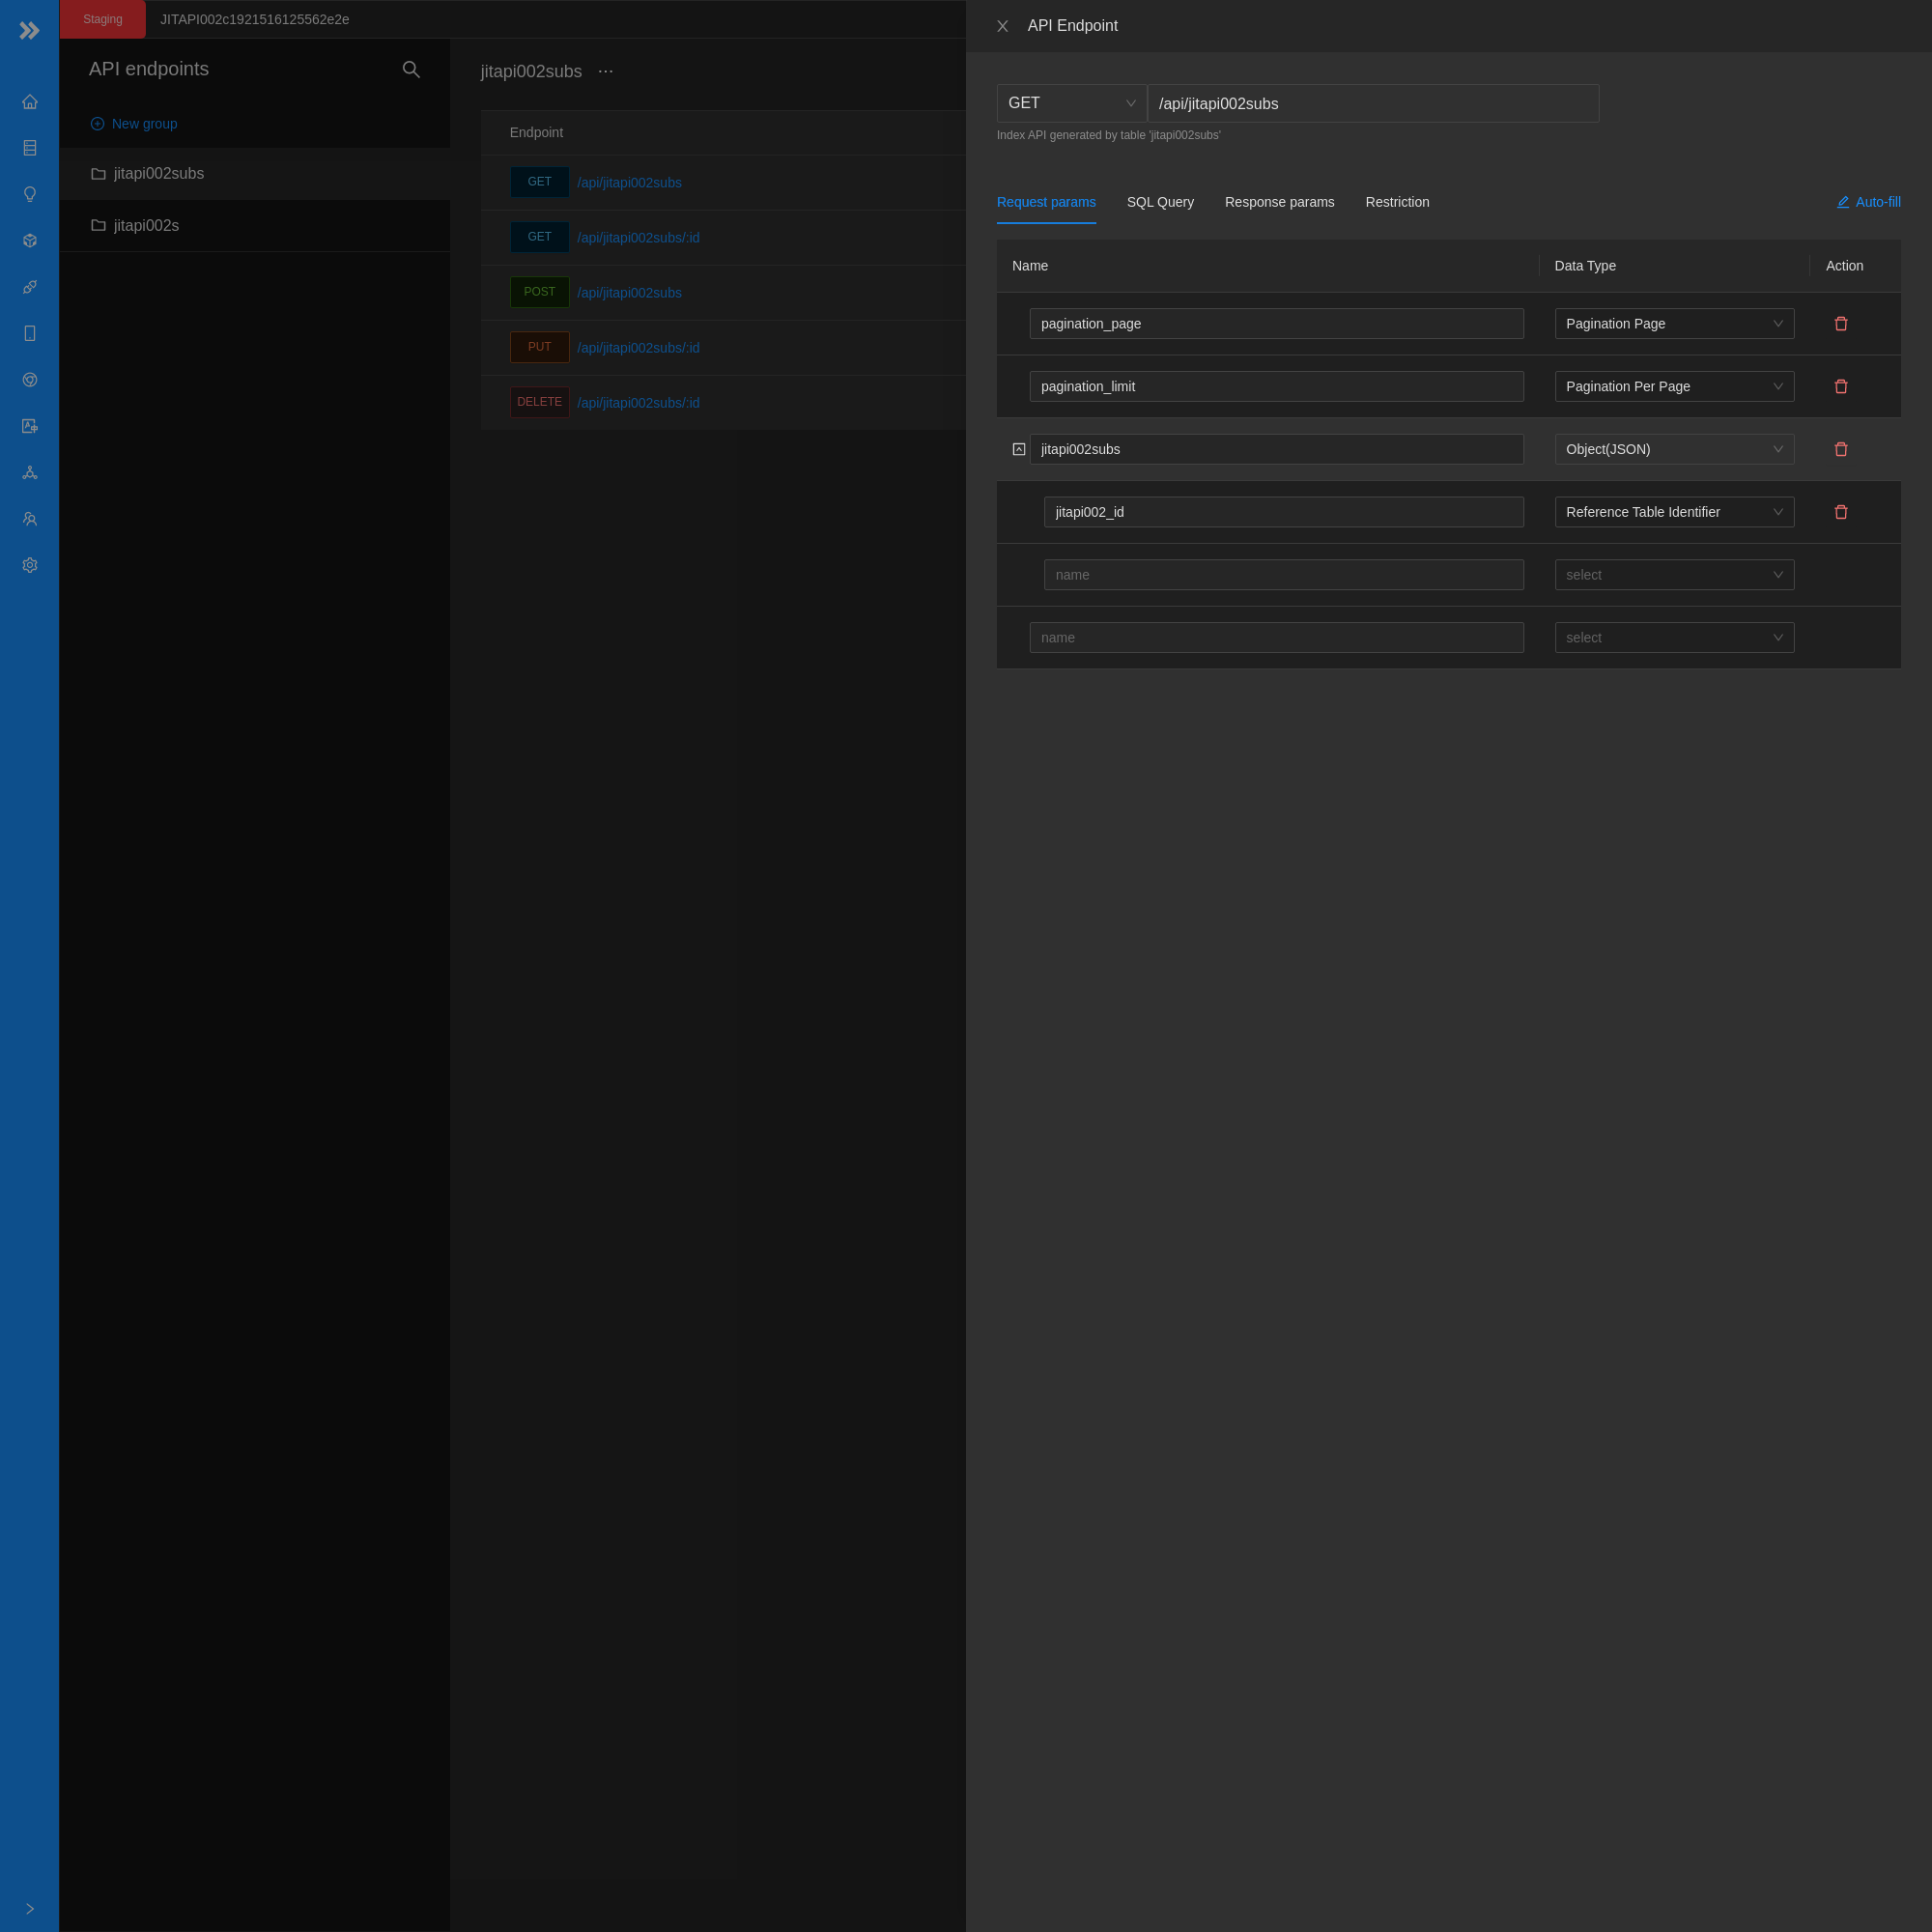 Staging
JITAPI002c1921516125562e2e
API endpoints
New group
jitapi002subs
jitapi002s
jitapi002subs ···
Endpoint
GET /api/jitapi002subs
GET /api/jitapi002subs/:id
POST /api/jitapi002subs
PUT /api/jitapi002subs/:id
DELETE /api/jitapi002subs/:id
API Endpoint
GET /api/jitapi002subs
Index API generated by table 'jitapi002subs'
Request params SQL Query Response params Restriction Auto-fill
Name Data Type Action
pagination_page Pagination Page
pagination_limit Pagination Per Page
jitapi002subs Object(JSON)
jitapi002_id Reference Table Identifier
name select
name select